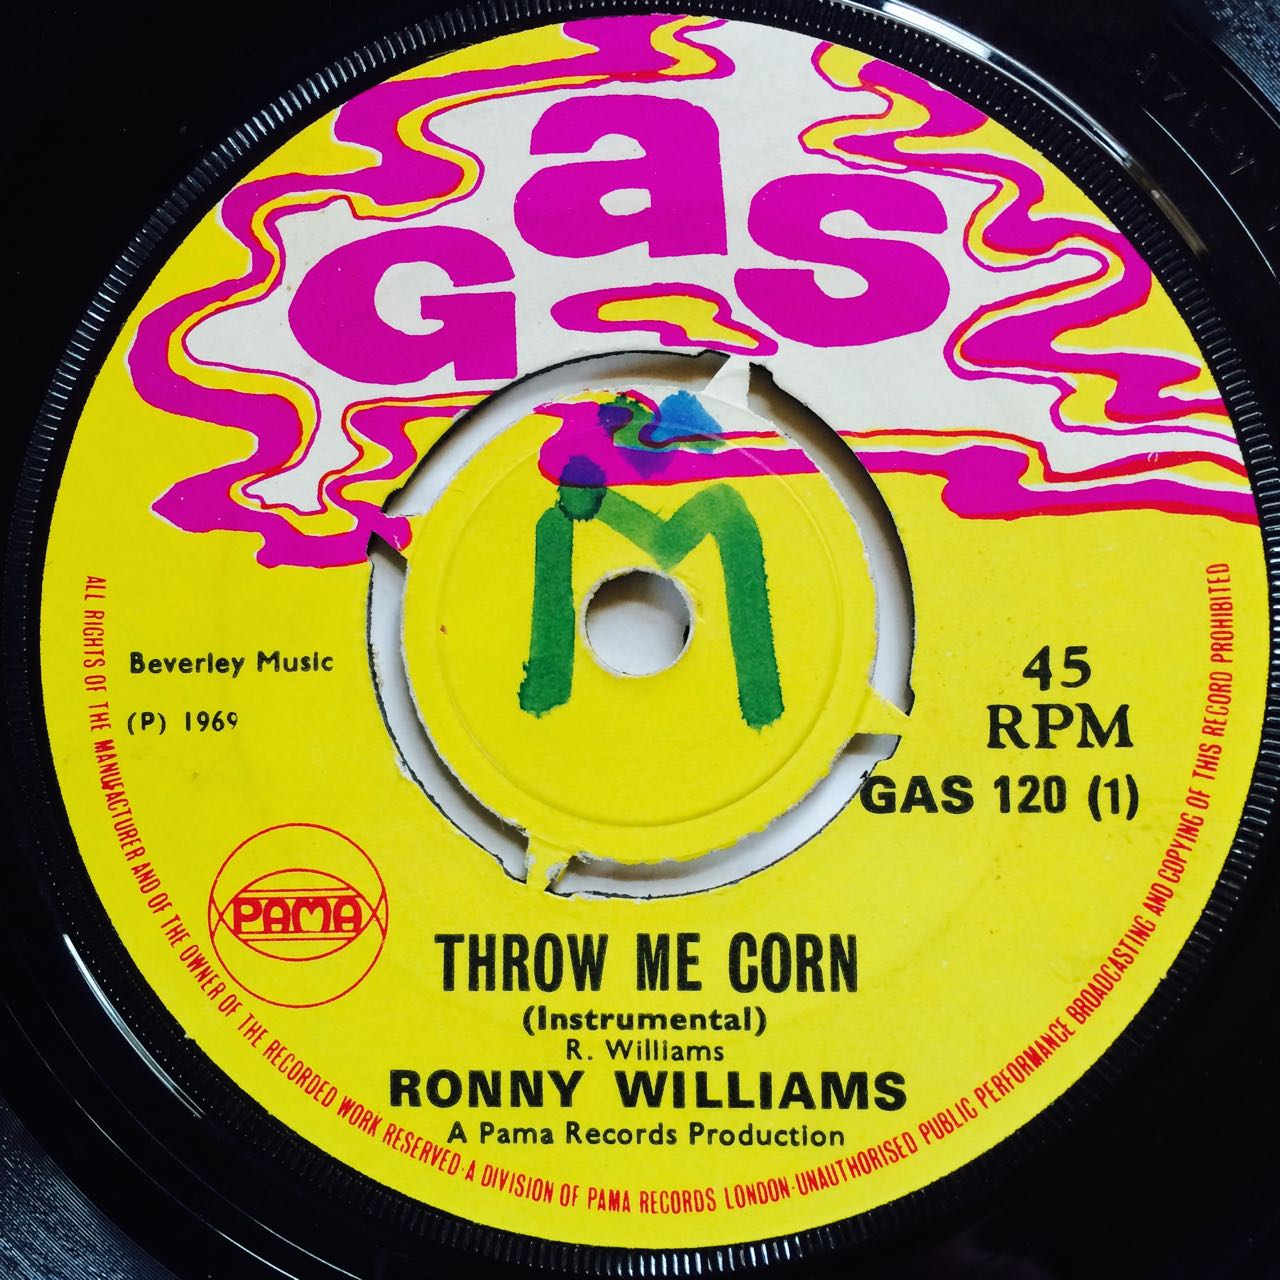 Gas
M
Beverley Music
(P) 1969
45
RPM
GAS 120 (1)
PAMA
THROW ME CORN
(Instrumental)
R. Williams
RONNY WILLIAMS
A Pama Records Production
ALL RIGHTS OF THE MANUFACTURER AND OF THE OWNER OF THE RECORDED WORK RESERVED·A DIVISION OF PAMA RECORDS LONDON·UNAUTHORISED PUBLIC PERFORMANCE BROADCASTING AND COPYING OF THIS RECORD PROHIBITED